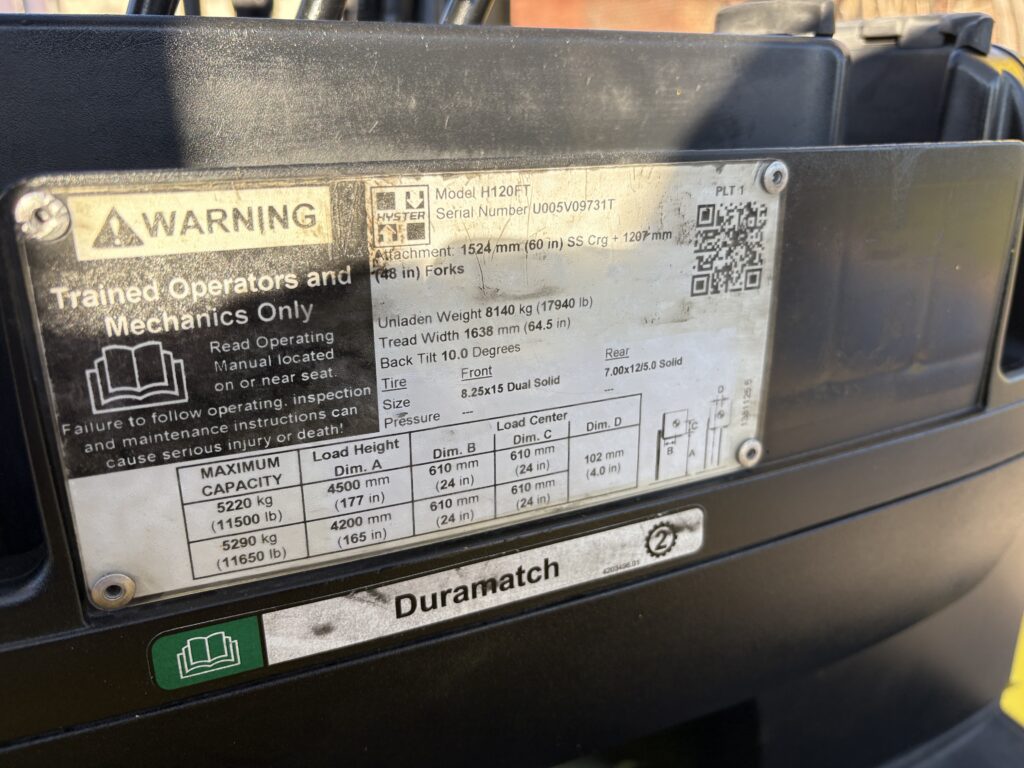 WARNING
Trained Operators and
Mechanics Only
Read Operating
Manual located
on or near seat.
Failure to follow operating, inspection
and maintenance instructions can
cause serious injury or death!
HYSTER
Model H120FT
Serial Number U005V09731T
PLT 1
Attachment: 1524 mm (60 in) SS Crg + 1207 mm
(48 in) Forks
Unladen Weight 8140 kg (17940 lb)
Tread Width 1638 mm (64.5 in)
Back Tilt 10.0 Degrees
Tire Front Rear
Size 8.25x15 Dual Solid 7.00x12/5.0 Solid
Pressure --- ---
MAXIMUM CAPACITY Load Height Dim. A Load Center Dim. B Dim. C Dim. D
5220 kg (11500 lb) 4500 mm (177 in) 610 mm (24 in) 610 mm (24 in) 102 mm (4.0 in)
5290 kg (11650 lb) 4200 mm (165 in) 610 mm (24 in) 610 mm (24 in)
B A C D
Duramatch
2